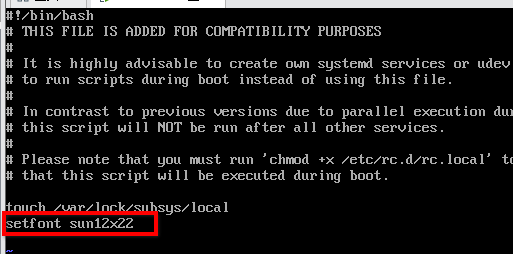 #!/bin/bash
# THIS FILE IS ADDED FOR COMPATIBILITY PURPOSES
#
# It is highly advisable to create own systemd services or udev
# to run scripts during boot instead of using this file.
#
# In contrast to previous versions due to parallel execution du
# this script will NOT be run after all other services.
#
# Please note that you must run 'chmod +x /etc/rc.d/rc.local' to
# that this script will be executed during boot.
touch /var/lock/subsys/local
setfont sun12x22
~